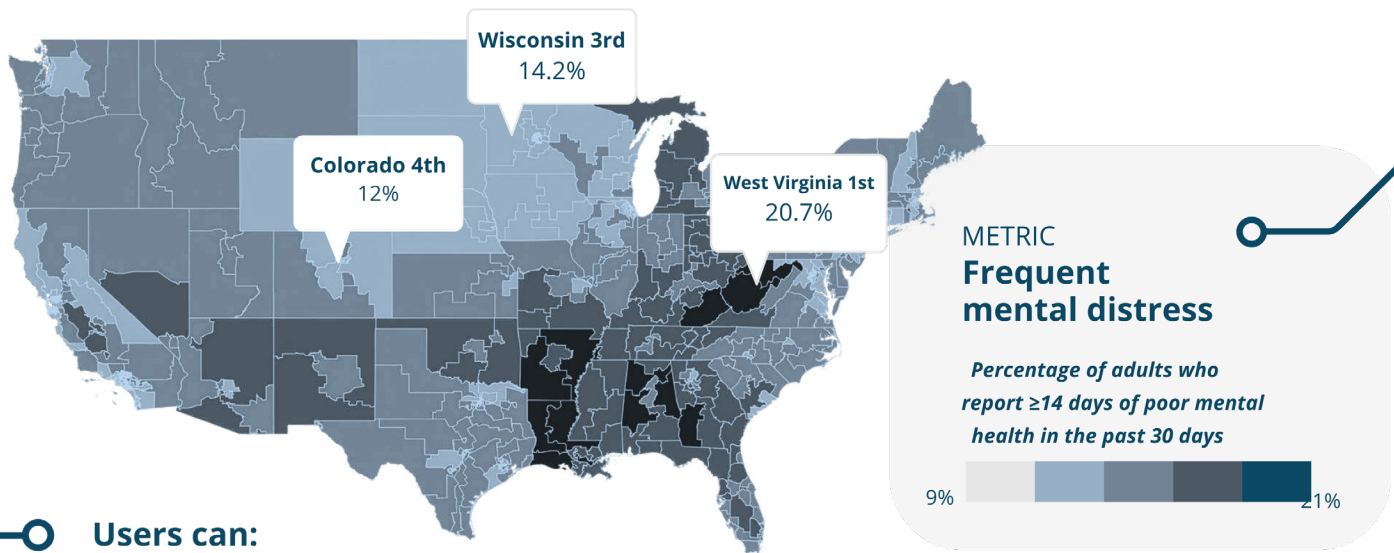 Wisconsin 3rd
14.2%
Colorado 4th
12%
West Virginia 1st
20.7%
METRIC
Frequent
mental distress
Percentage of adults who
report ≥14 days of poor mental
health in the past 30 days
9%
21%
Users can: